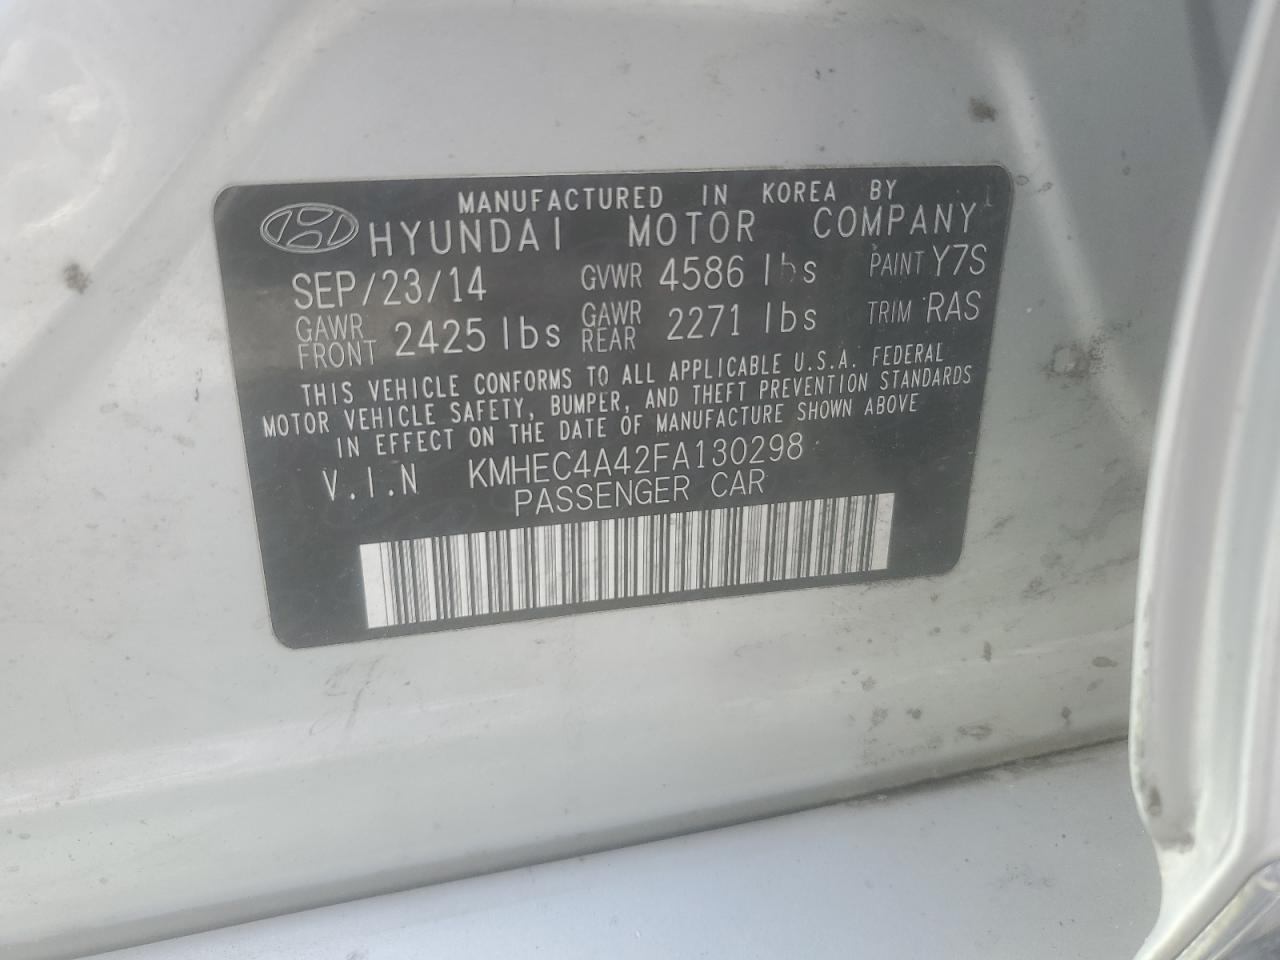 MANUFACTURED IN KOREA BY
HYUNDAI MOTOR COMPANY
SEP/23/14 GVWR 4586 lbs PAINT Y7S
GAWR FRONT 2425 lbs GAWR REAR 2271 lbs TRIM RAS
THIS VEHICLE CONFORMS TO ALL APPLICABLE U.S.A. FEDERAL
MOTOR VEHICLE SAFETY, BUMPER, AND THEFT PREVENTION STANDARDS
IN EFFECT ON THE DATE OF MANUFACTURE SHOWN ABOVE
V.I.N KMHEC4A42FA130298
PASSENGER CAR